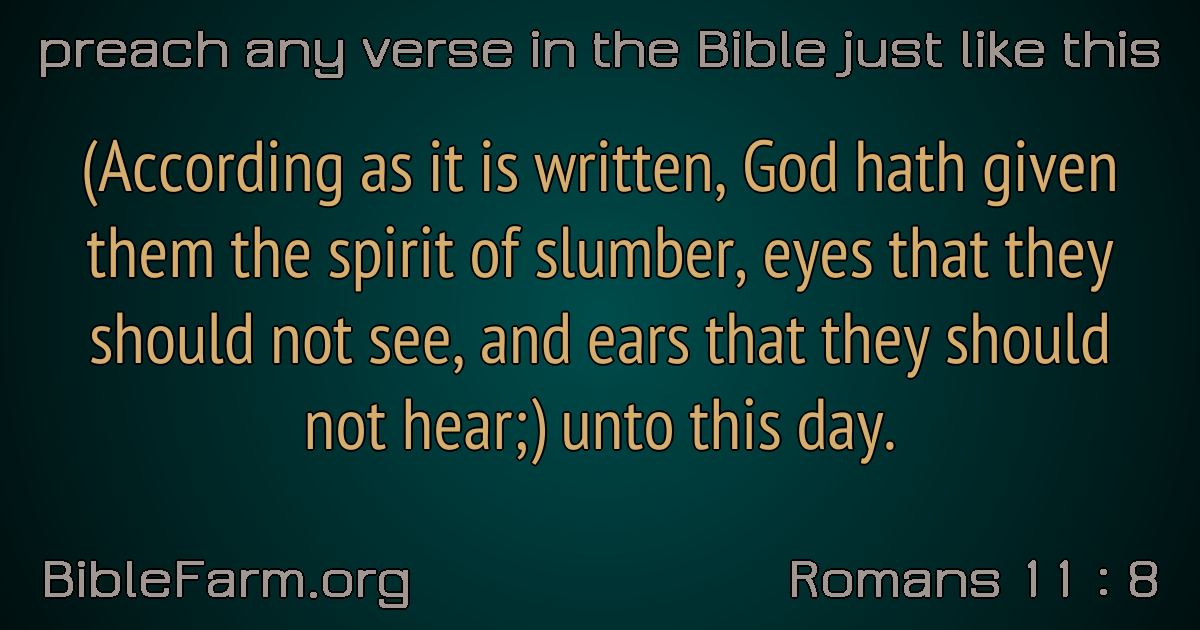 preach any verse in the Bible just like this
(According as it is written, God hath given
them the spirit of slumber, eyes that they
should not see, and ears that they should
not hear;) unto this day.
BibleFarm.org
Romans 11 : 8